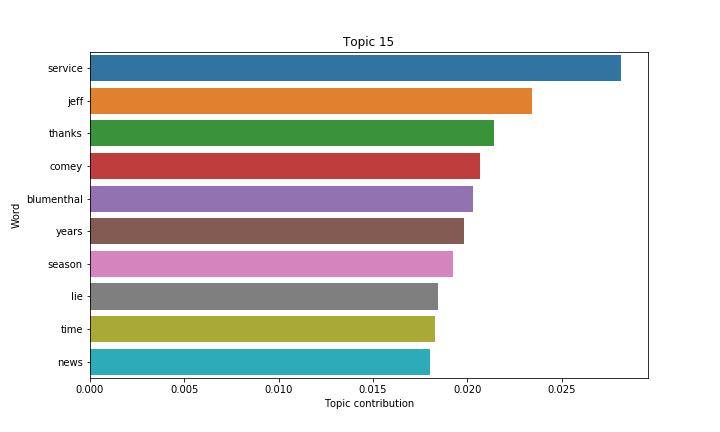 Topic 15
service
jeff
thanks
comey
blumenthal
years
season
lie
time
news
Word
0.000 0.005 0.010 0.015 0.020 0.025
Topic contribution